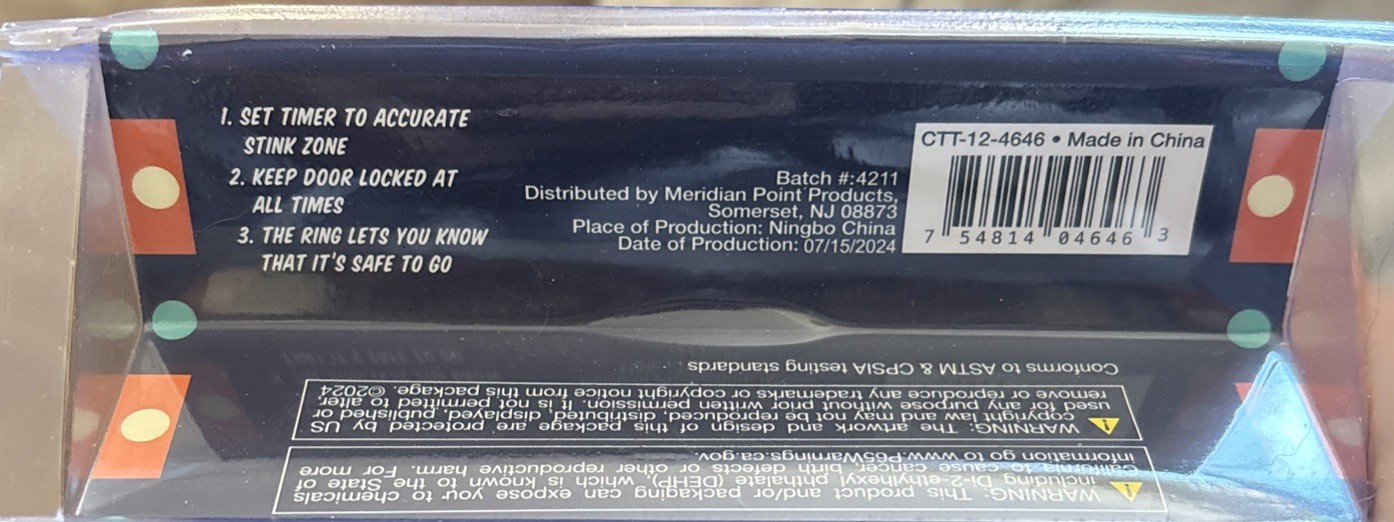 1. SET TIMER TO ACCURATE
STINK ZONE
2. KEEP DOOR LOCKED AT
ALL TIMES
3. THE RING LETS YOU KNOW
THAT IT'S SAFE TO GO
Batch #:4211
Distributed by Meridian Point Products,
Somerset, NJ 08873
Place of Production: Ningbo China
Date of Production: 07/15/2024
CTT-12-4646 • Made in China
7 54814 04646 3
WARNING: This product and/or packaging can expose your to chemicals
including Di-2-ethylhexyl phthalate (DEHP), which is known to the State of
California to cause cancer, birth defects or other reproductive harm. For more
information go to www.P65Warnings.ca.gov.
WARNING: The artwork and design of this package are protected by US
copyright law and may not be reproduced, distributed, displayed, published or
used for any purpose without prior written permission. It is not permitted to alter,
remove or reproduce any trademarks or copyright notice from this package. ©2024
Conforms to ASTM & CPSIA testing standards